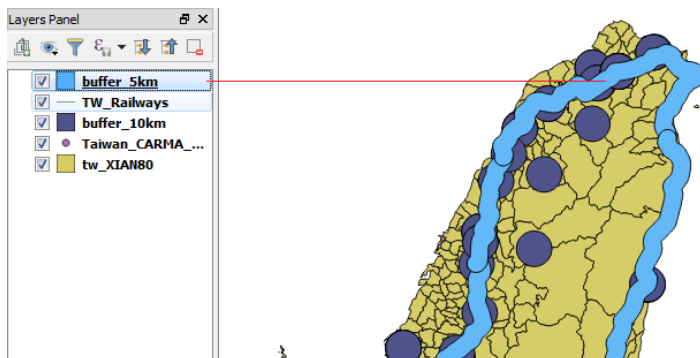 Layers Panel
buffer_5km
TW_Railways
buffer_10km
Taiwan_CARMA_...
tw_XIAN80